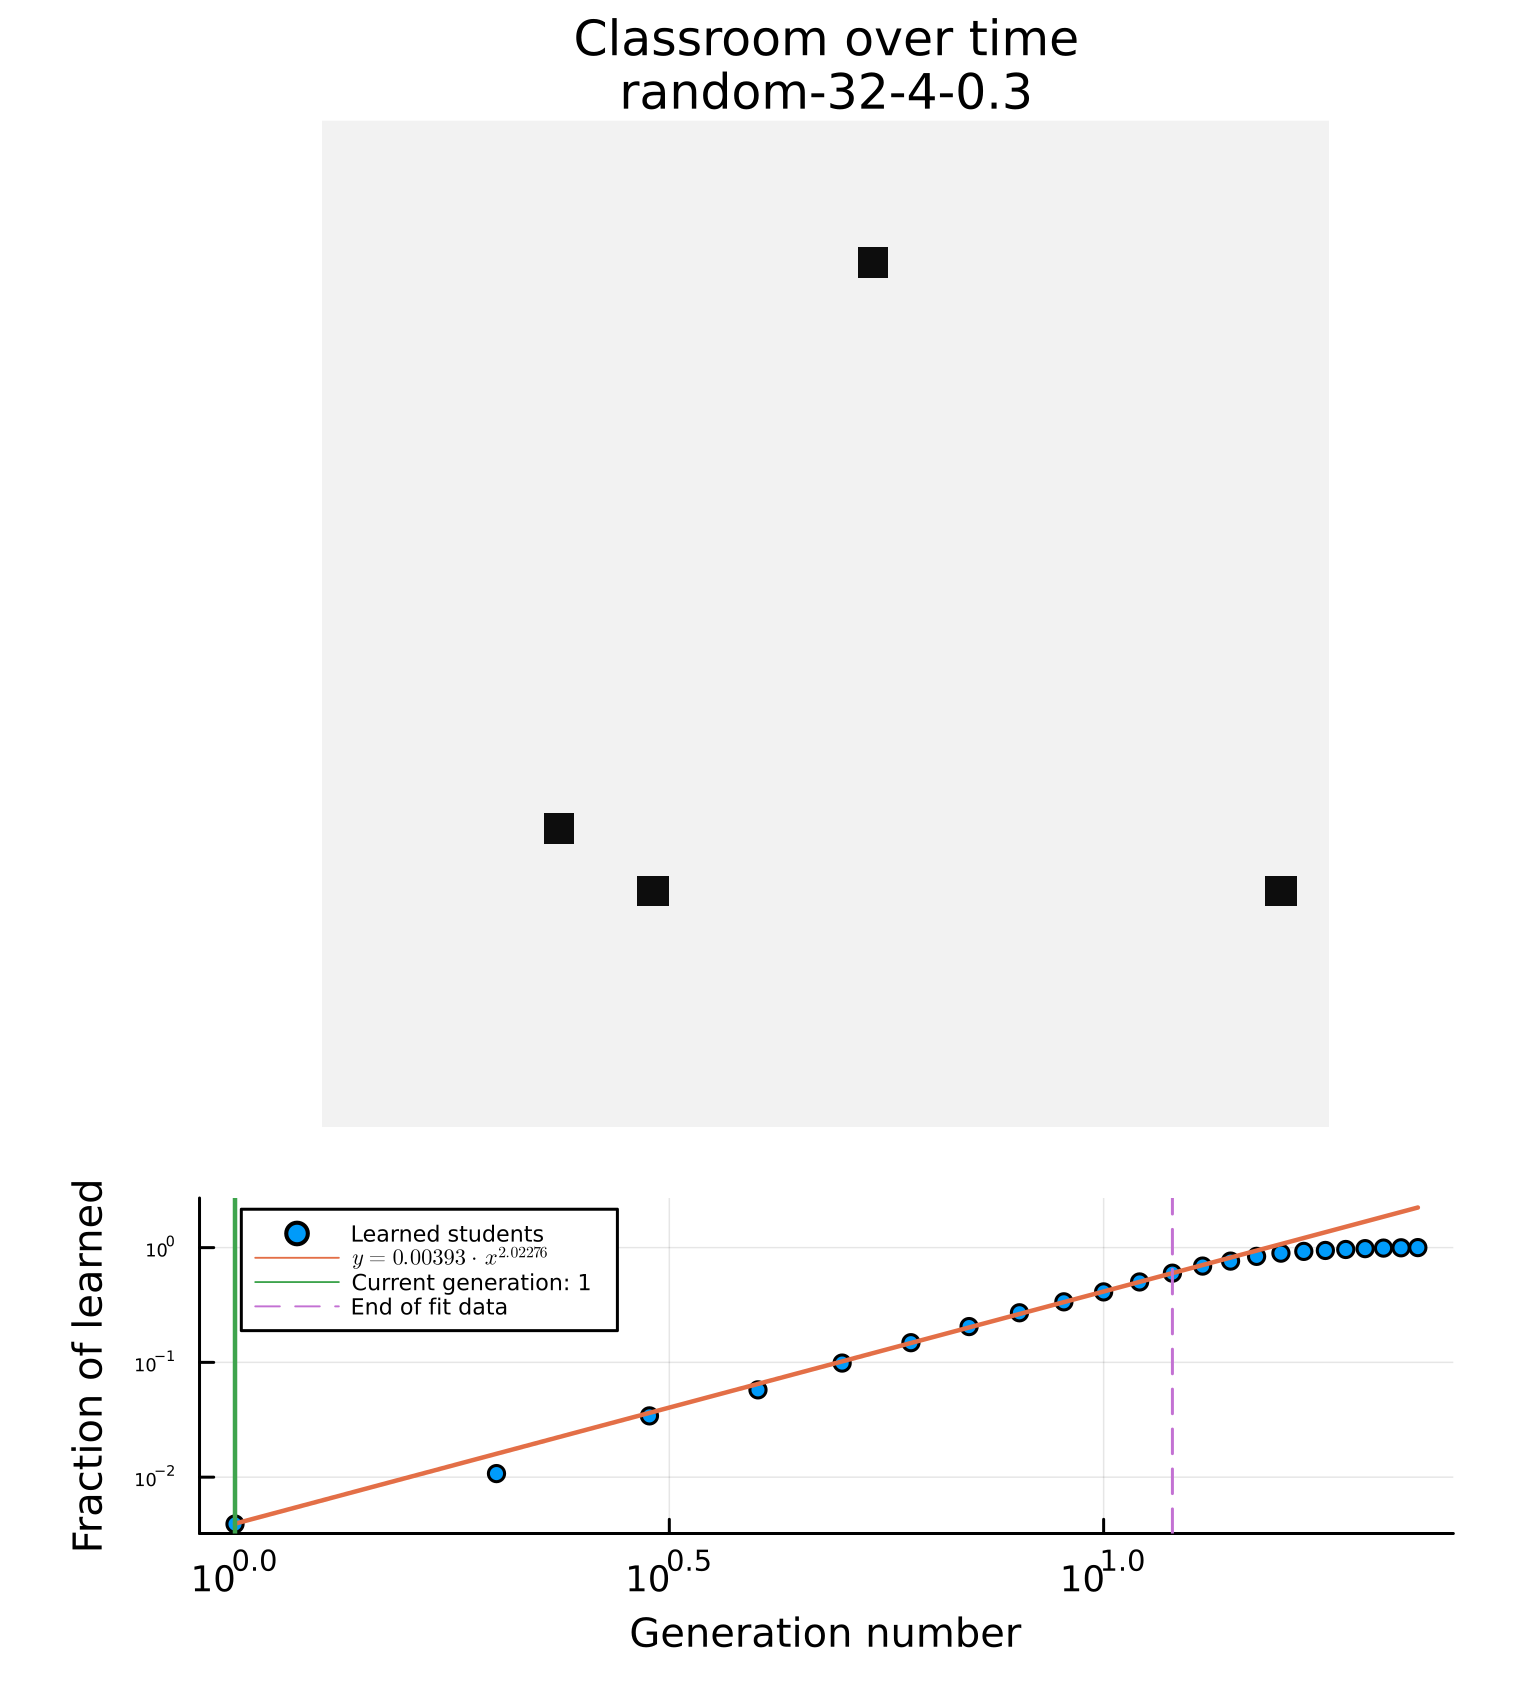 Classroom over time
random-32-4-0.3
Fraction of learned
10⁰
10⁻¹
10⁻²
Learned students
y = 0.00393 · x^2.02276
Current generation: 1
End of fit data
10^0.0 10^0.5 10^1.0
Generation number